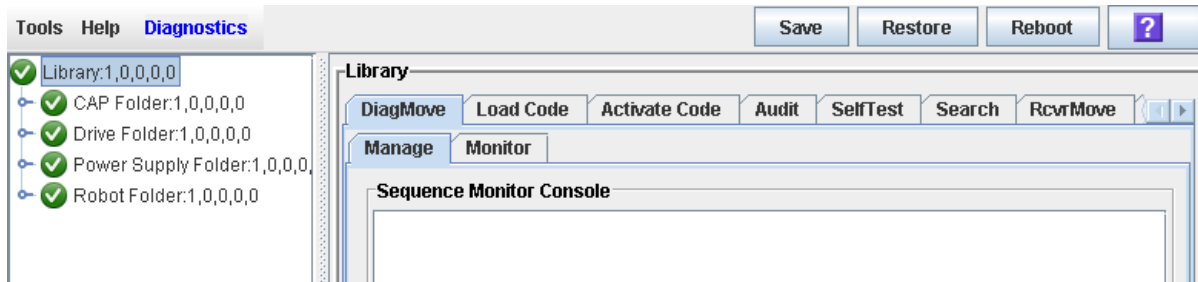 Tools Help Diagnostics Save Restore Reboot ?
Library:1,0,0,0,0
CAP Folder:1,0,0,0,0
Drive Folder:1,0,0,0,0
Power Supply Folder:1,0,0,0,
Robot Folder:1,0,0,0,0
Library
DiagMove Load Code Activate Code Audit SelfTest Search RcvrMove
Manage Monitor
Sequence Monitor Console